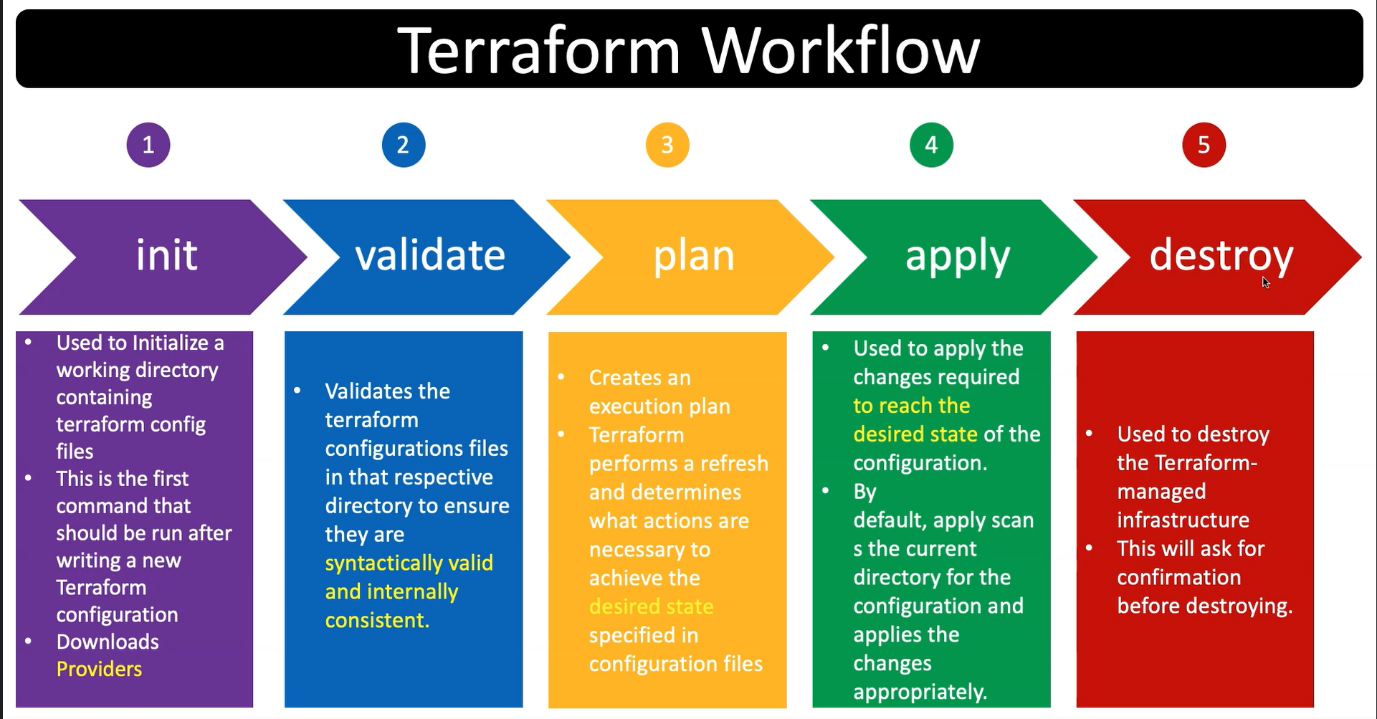 Terraform Workflow
1
2
3
4
5
init
validate
plan
apply
destroy
• Used to Initialize a
working directory
containing
terraform config
files
• This is the first
command that
should be run after
writing a new
Terraform
configuration
• Downloads
Providers
• Validates the
terraform
configurations files
in that respective
directory to ensure
they are
syntactically valid
and internally
consistent.
• Creates an
execution plan
• Terraform
performs a refresh
and determines
what actions are
necessary to
achieve the
desired state
specified in
configuration files
• Used to apply the
changes required
to reach the
desired state of the
configuration.
• By
default, apply scan
s the current
directory for the
configuration and
applies the
changes
appropriately.
• Used to destroy
the Terraform-
managed
infrastructure
• This will ask for
confirmation
before destroying.